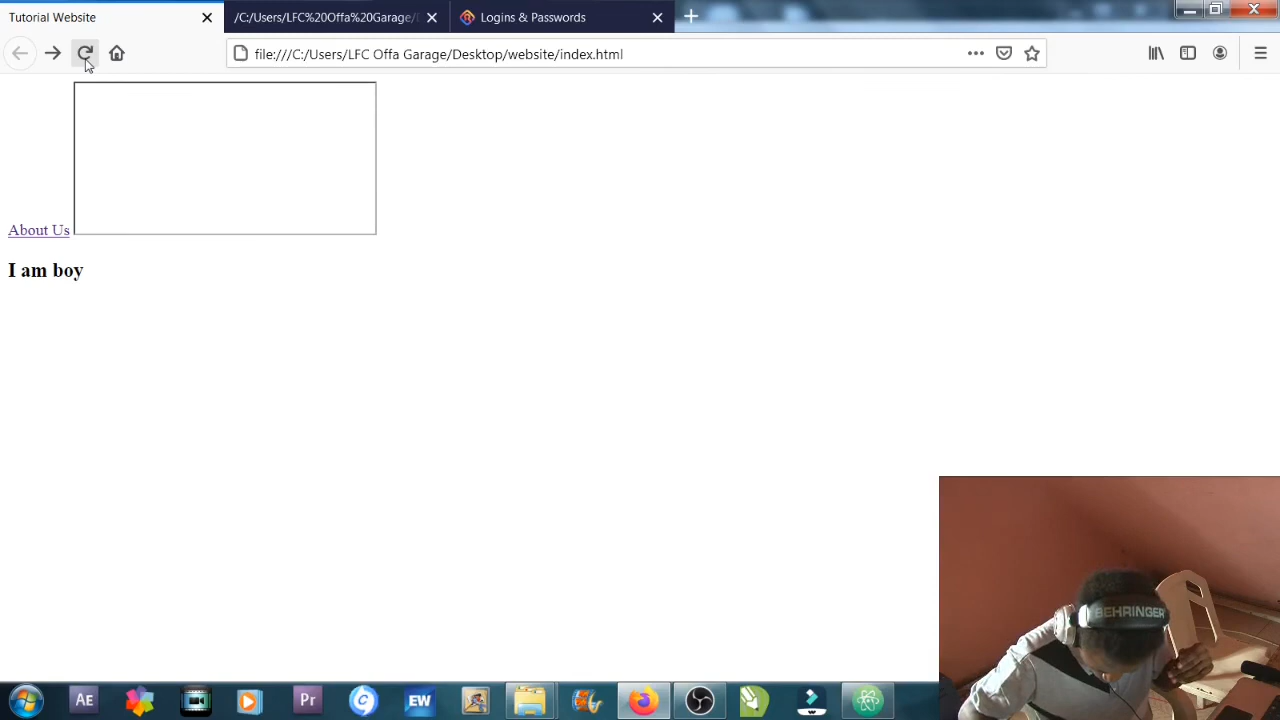 Tutorial Website
/C:/Users/LFC%20Offa%20Garage/
Logins & Passwords
file:///C:/Users/LFC Offa Garage/Desktop/website/index.html
About Us
I am boy
BEHRINGER
AE
Pr
EW